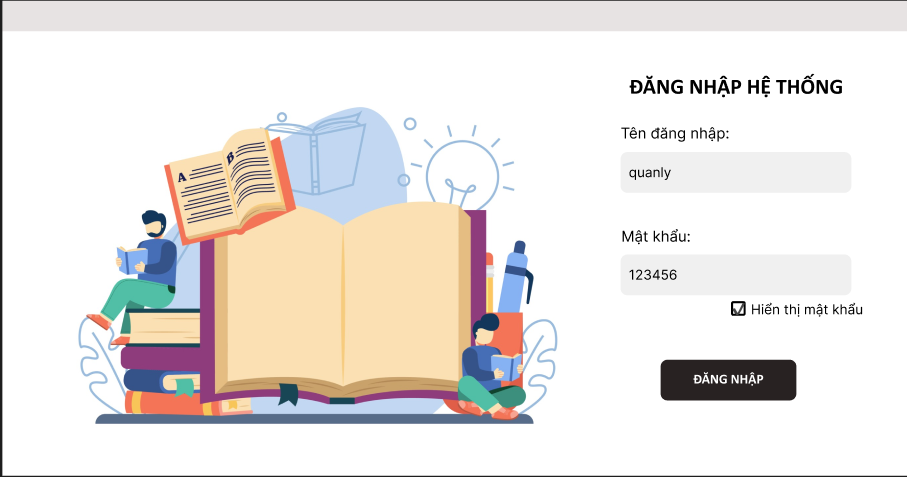 ĐĂNG NHẬP HỆ THỐNG
Tên đăng nhập:
quanly
Mật khẩu:
123456
Hiển thị mật khẩu
ĐĂNG NHẬP
A
B